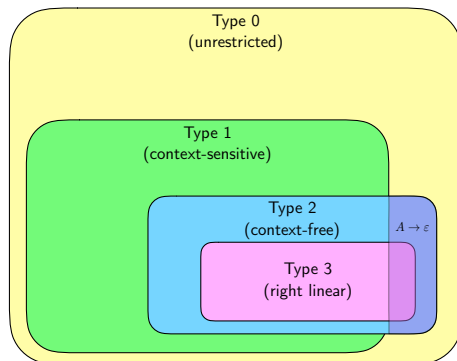 Type 0
(unrestricted)
Type 1
(context-sensitive)
Type 2
(context-free)
A → ε
Type 3
(right linear)